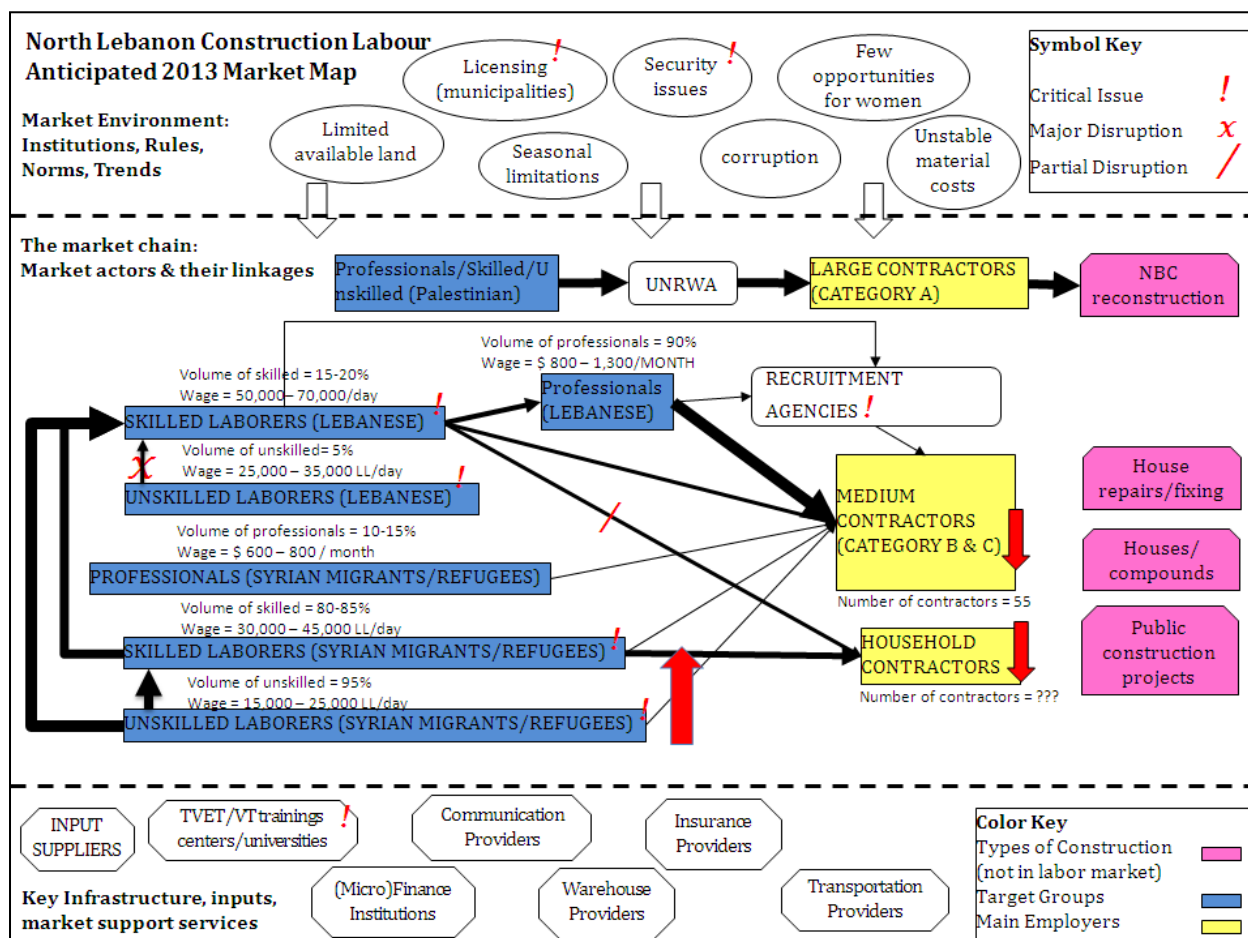 North Lebanon Construction Labour
Anticipated 2013 Market Map
Market Environment:
Institutions, Rules,
Norms, Trends
Licensing
(municipalities)
!
Security
issues
!
Few
opportunities
for women
Limited
available land
Seasonal
limitations
corruption
Unstable
material
costs
Symbol Key
Critical Issue !
Major Disruption x
Partial Disruption /
The market chain:
Market actors & their linkages
Professionals/Skilled/U
nskilled (Palestinian)
UNRWA
LARGE CONTRACTORS
(CATEGORY A)
NBC
reconstruction
Volume of professionals = 90%
Wage = $ 800 – 1,300/MONTH
Professionals
(LEBANESE)
RECRUITMENT
AGENCIES !
Volume of skilled = 15-20%
Wage = 50,000 – 70,000/day
SKILLED LABORERS (LEBANESE) !
x
Volume of unskilled= 5%
Wage = 25,000 – 35,000 LL/day
UNSKILLED LABORERS (LEBANESE) !
/
Volume of professionals = 10-15%
Wage = $ 600 – 800 / month
PROFESSIONALS (SYRIAN MIGRANTS/REFUGEES)
Volume of skilled = 80-85%
Wage = 30,000 – 45,000 LL/day
SKILLED LABORERS (SYRIAN MIGRANTS/REFUGEES) !
Volume of unskilled = 95%
Wage = 15,000 – 25,000 LL/day
UNSKILLED LABORERS (SYRIAN MIGRANTS/REFUGEES) !
MEDIUM
CONTRACTORS
(CATEGORY B & C)
Number of contractors = 55
HOUSEHOLD
CONTRACTORS
Number of contractors = ???
House
repairs/fixing
Houses/
compounds
Public
construction
projects
INPUT
SUPPLIERS
TVET/VT trainings
centers/universities
!
Communication
Providers
Insurance
Providers
(Micro)Finance
Institutions
Warehouse
Providers
Transportation
Providers
Key Infrastructure, inputs,
market support services
Color Key
Types of Construction
(not in labor market)
Target Groups
Main Employers